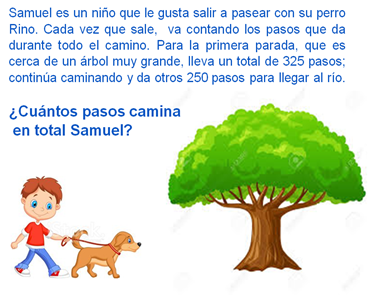 Samuel es un niño que le gusta salir a pasear con su perro
Rino. Cada vez que sale, va contando los pasos que da
durante todo el camino. Para la primera parada, que es
cerca de un árbol muy grande, lleva un total de 325 pasos;
continúa caminando y da otros 250 pasos para llegar al río.
¿Cuántos pasos camina
en total Samuel?